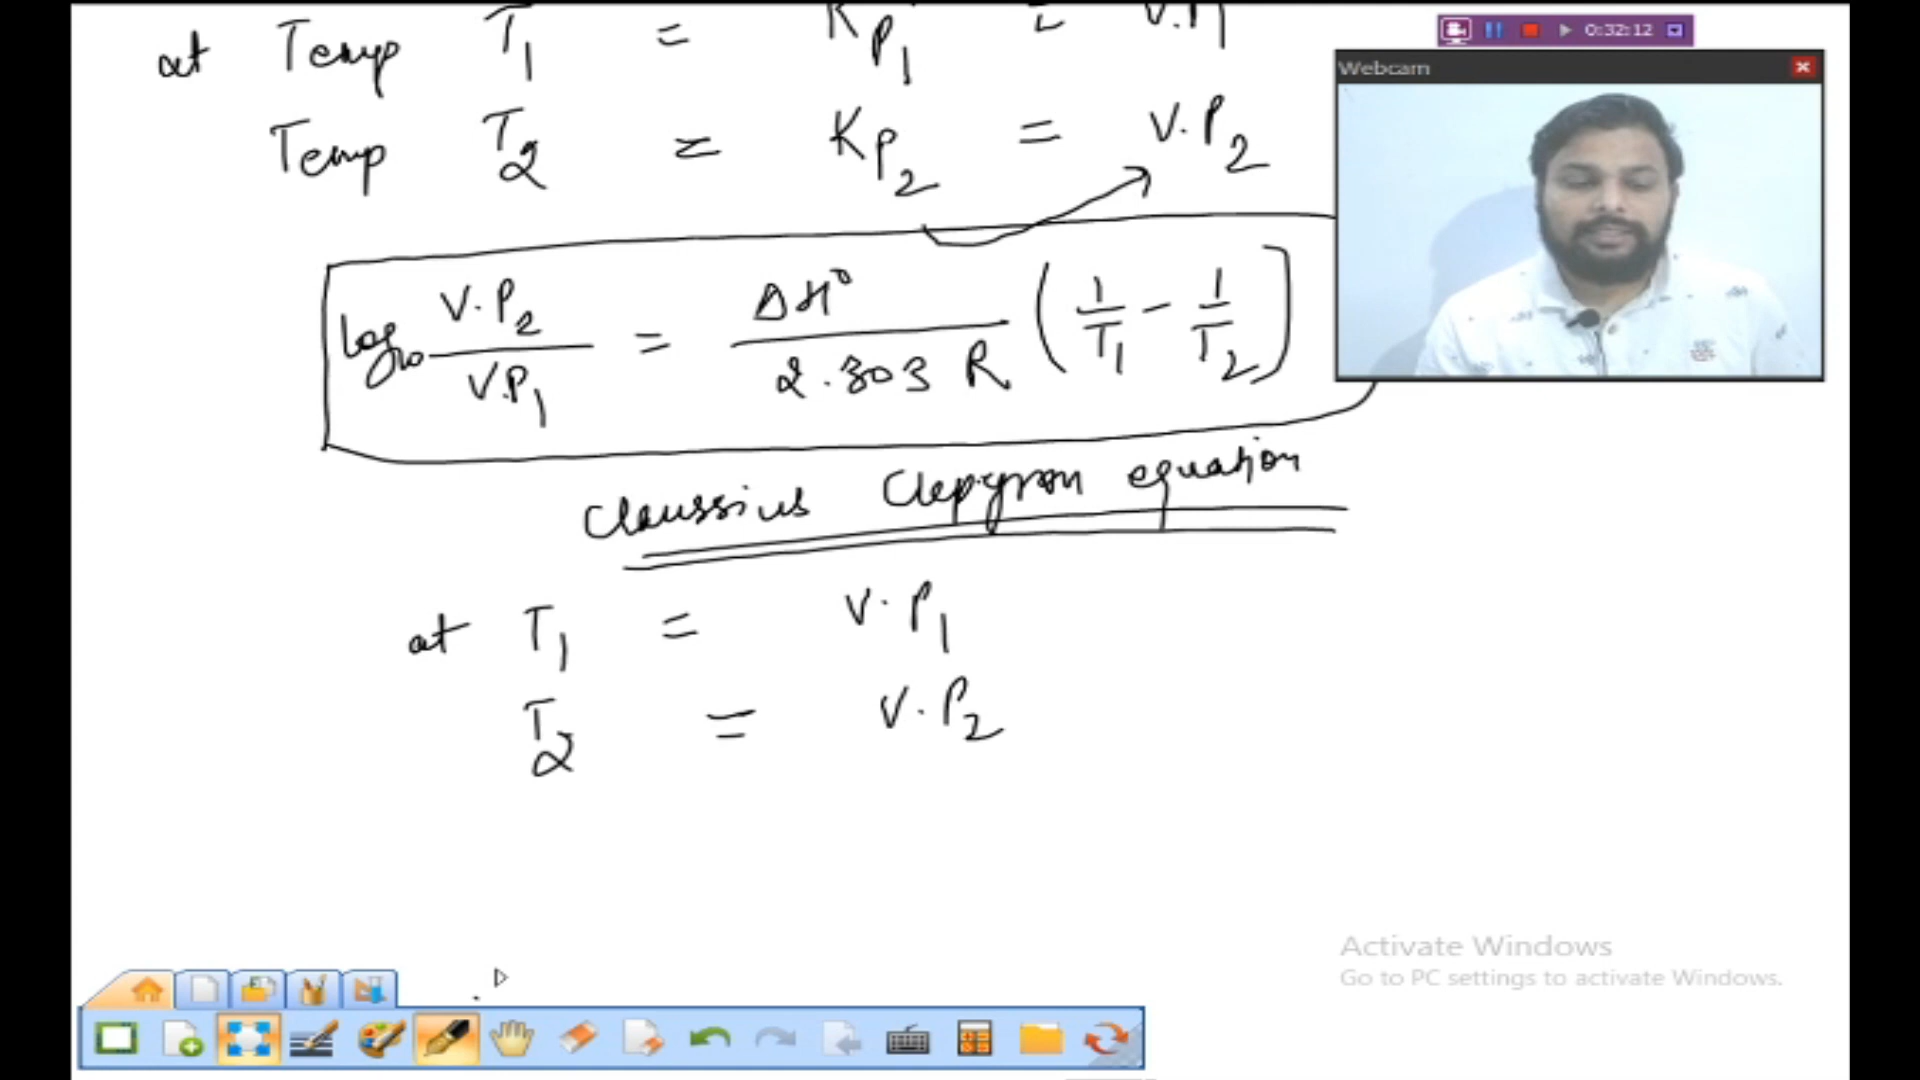 at Temp T₁ = Kp₁ = V.P₁
0:32:12
Webcam
Temp T₂ = Kp₂ = V.P₂
log₁₀ V.P₂/V.P₁ = ΔH°/2.303 R (1/T₁ - 1/T₂)
Claussius Clepyron equation
at T₁ = V.P₁
T₂ = V.P₂
Activate Windows
Go to PC settings to activate Windows.